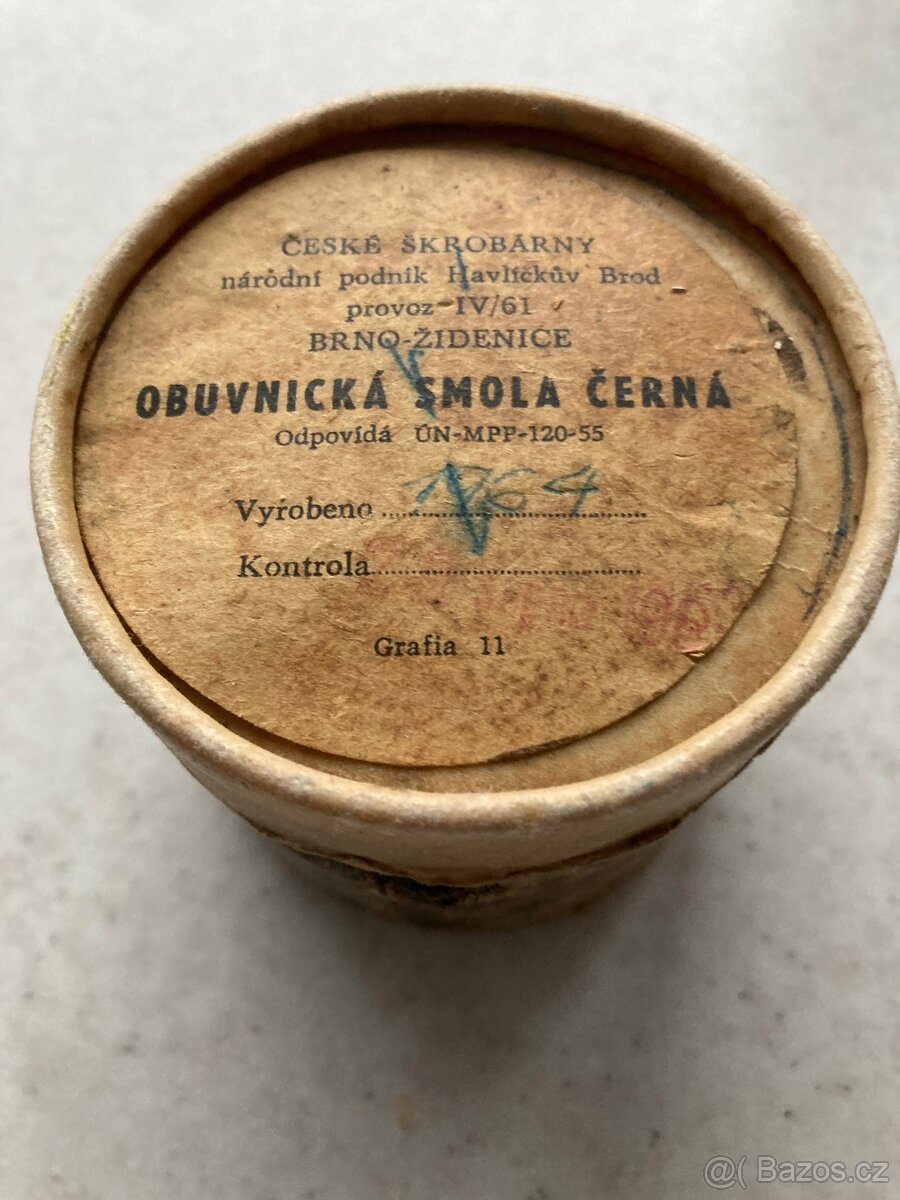 ČESKÉ ŠKROBÁRNY
národní podnik Havlíčkův Brod
provoz IV/61
BRNO-ŽIDENICE
OBUVNICKÁ SMOLA ČERNÁ
Odpovídá ÚN-MPP-120-55
Vyrobeno 1964
Kontrola
Grafia 11
@( Bazos.cz